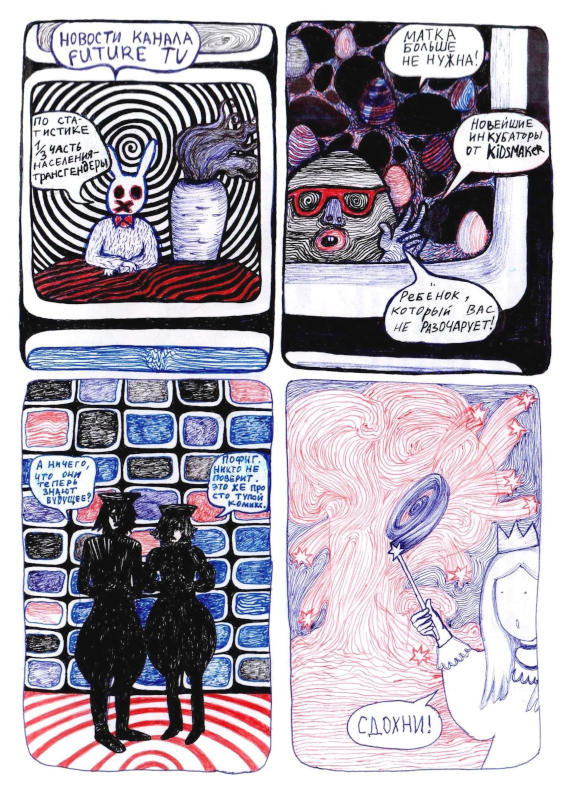 НОВОСТИ КАНАЛА
FUTURE TV
ПО СТА-
ТИСТИКЕ
1/3 ЧАСТЬ
НАСЕЛЕНИЯ-
ТРАНСГЕНДЕРЫ
МАТКА
БОЛЬШЕ
НЕ НУЖНА!
НОВЕЙШИЕ
ИНКУБАТОРЫ
ОТ KIDSMAKER
РЕБЁНОК,
КОТОРЫЙ ВАС
НЕ РАЗОЧАРУЕТ!
А НИЧЕГО,
ЧТО ОНИ
ТЕПЕРЬ
ЗНАЮТ
БУДУЩЕЕ?
ПОФИГ.
НИКТО НЕ
ПОВЕРИТ.
ЭТО ЖЕ ПРО
СТО ТУПОЙ
КОМИКС.
СДОХНИ!